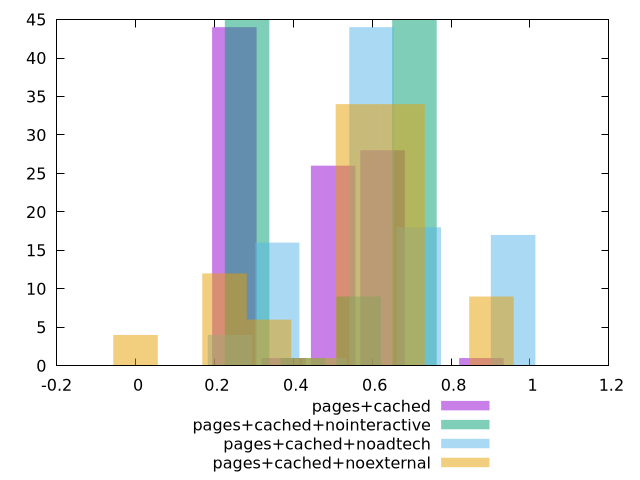 45
40
35
30
25
20
15
10
5
0
-0.2 0 0.2 0.4 0.6 0.8 1 1.2
pages+cached
pages+cached+nointeractive
pages+cached+noadtech
pages+cached+noexternal